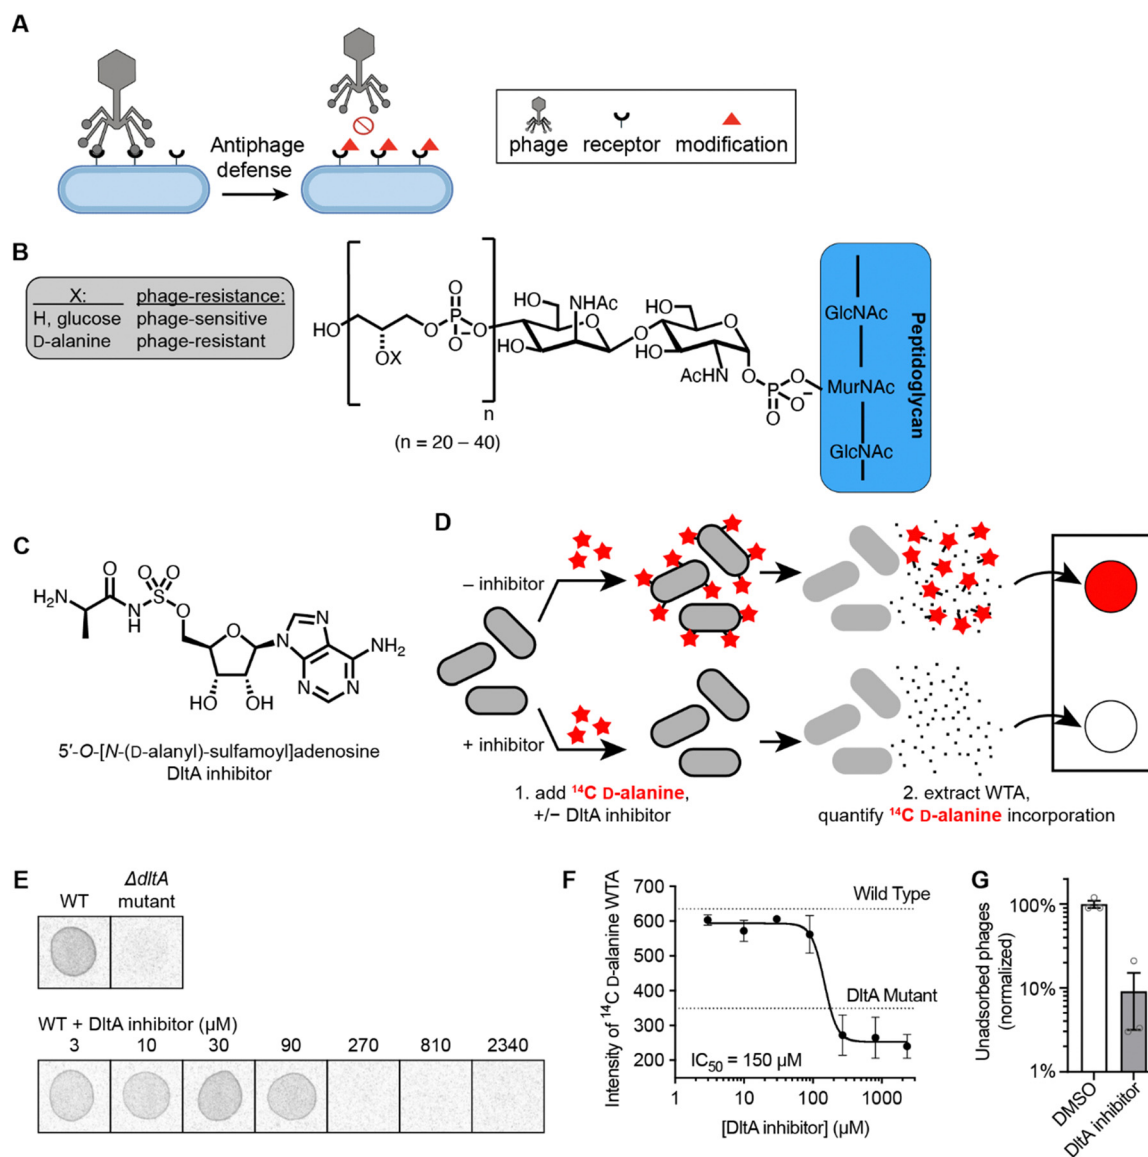 A
Antiphage
defense
phage receptor modification
B
X: phage-resistance:
H, glucose phage-sensitive
D-alanine phage-resistant
HO
OX
O
P
O
O−
O
n
(n = 20 – 40)
HO
NHAc
O
HO
O
HO
O
HO
AcHN
O
O
P
O−
O
GlcNAc
MurNAc
GlcNAc
Peptidoglycan
C
H2N
O
N
H
O O
S
O
O
HO OH
N
N
N
N
NH2
5′-O-[N-(D-alanyl)-sulfamoyl]adenosine
DltA inhibitor
D
– inhibitor
+ inhibitor
1. add 14C D-alanine,
+/− DltA inhibitor
2. extract WTA,
quantify 14C D-alanine incorporation
E
WT
ΔdltA
mutant
WT + DltA inhibitor (μM)
3 10 30 90 270 810 2340
F
Intensity of 14C D-alanine WTA
700
600
500
400
300
200
Wild Type
DltA Mutant
IC50 = 150 μM
1 10 100 1000
[DltA inhibitor] (μM)
G
Unadsorbed phages
(normalized)
100%
10%
1%
DMSO
DltA inhibitor